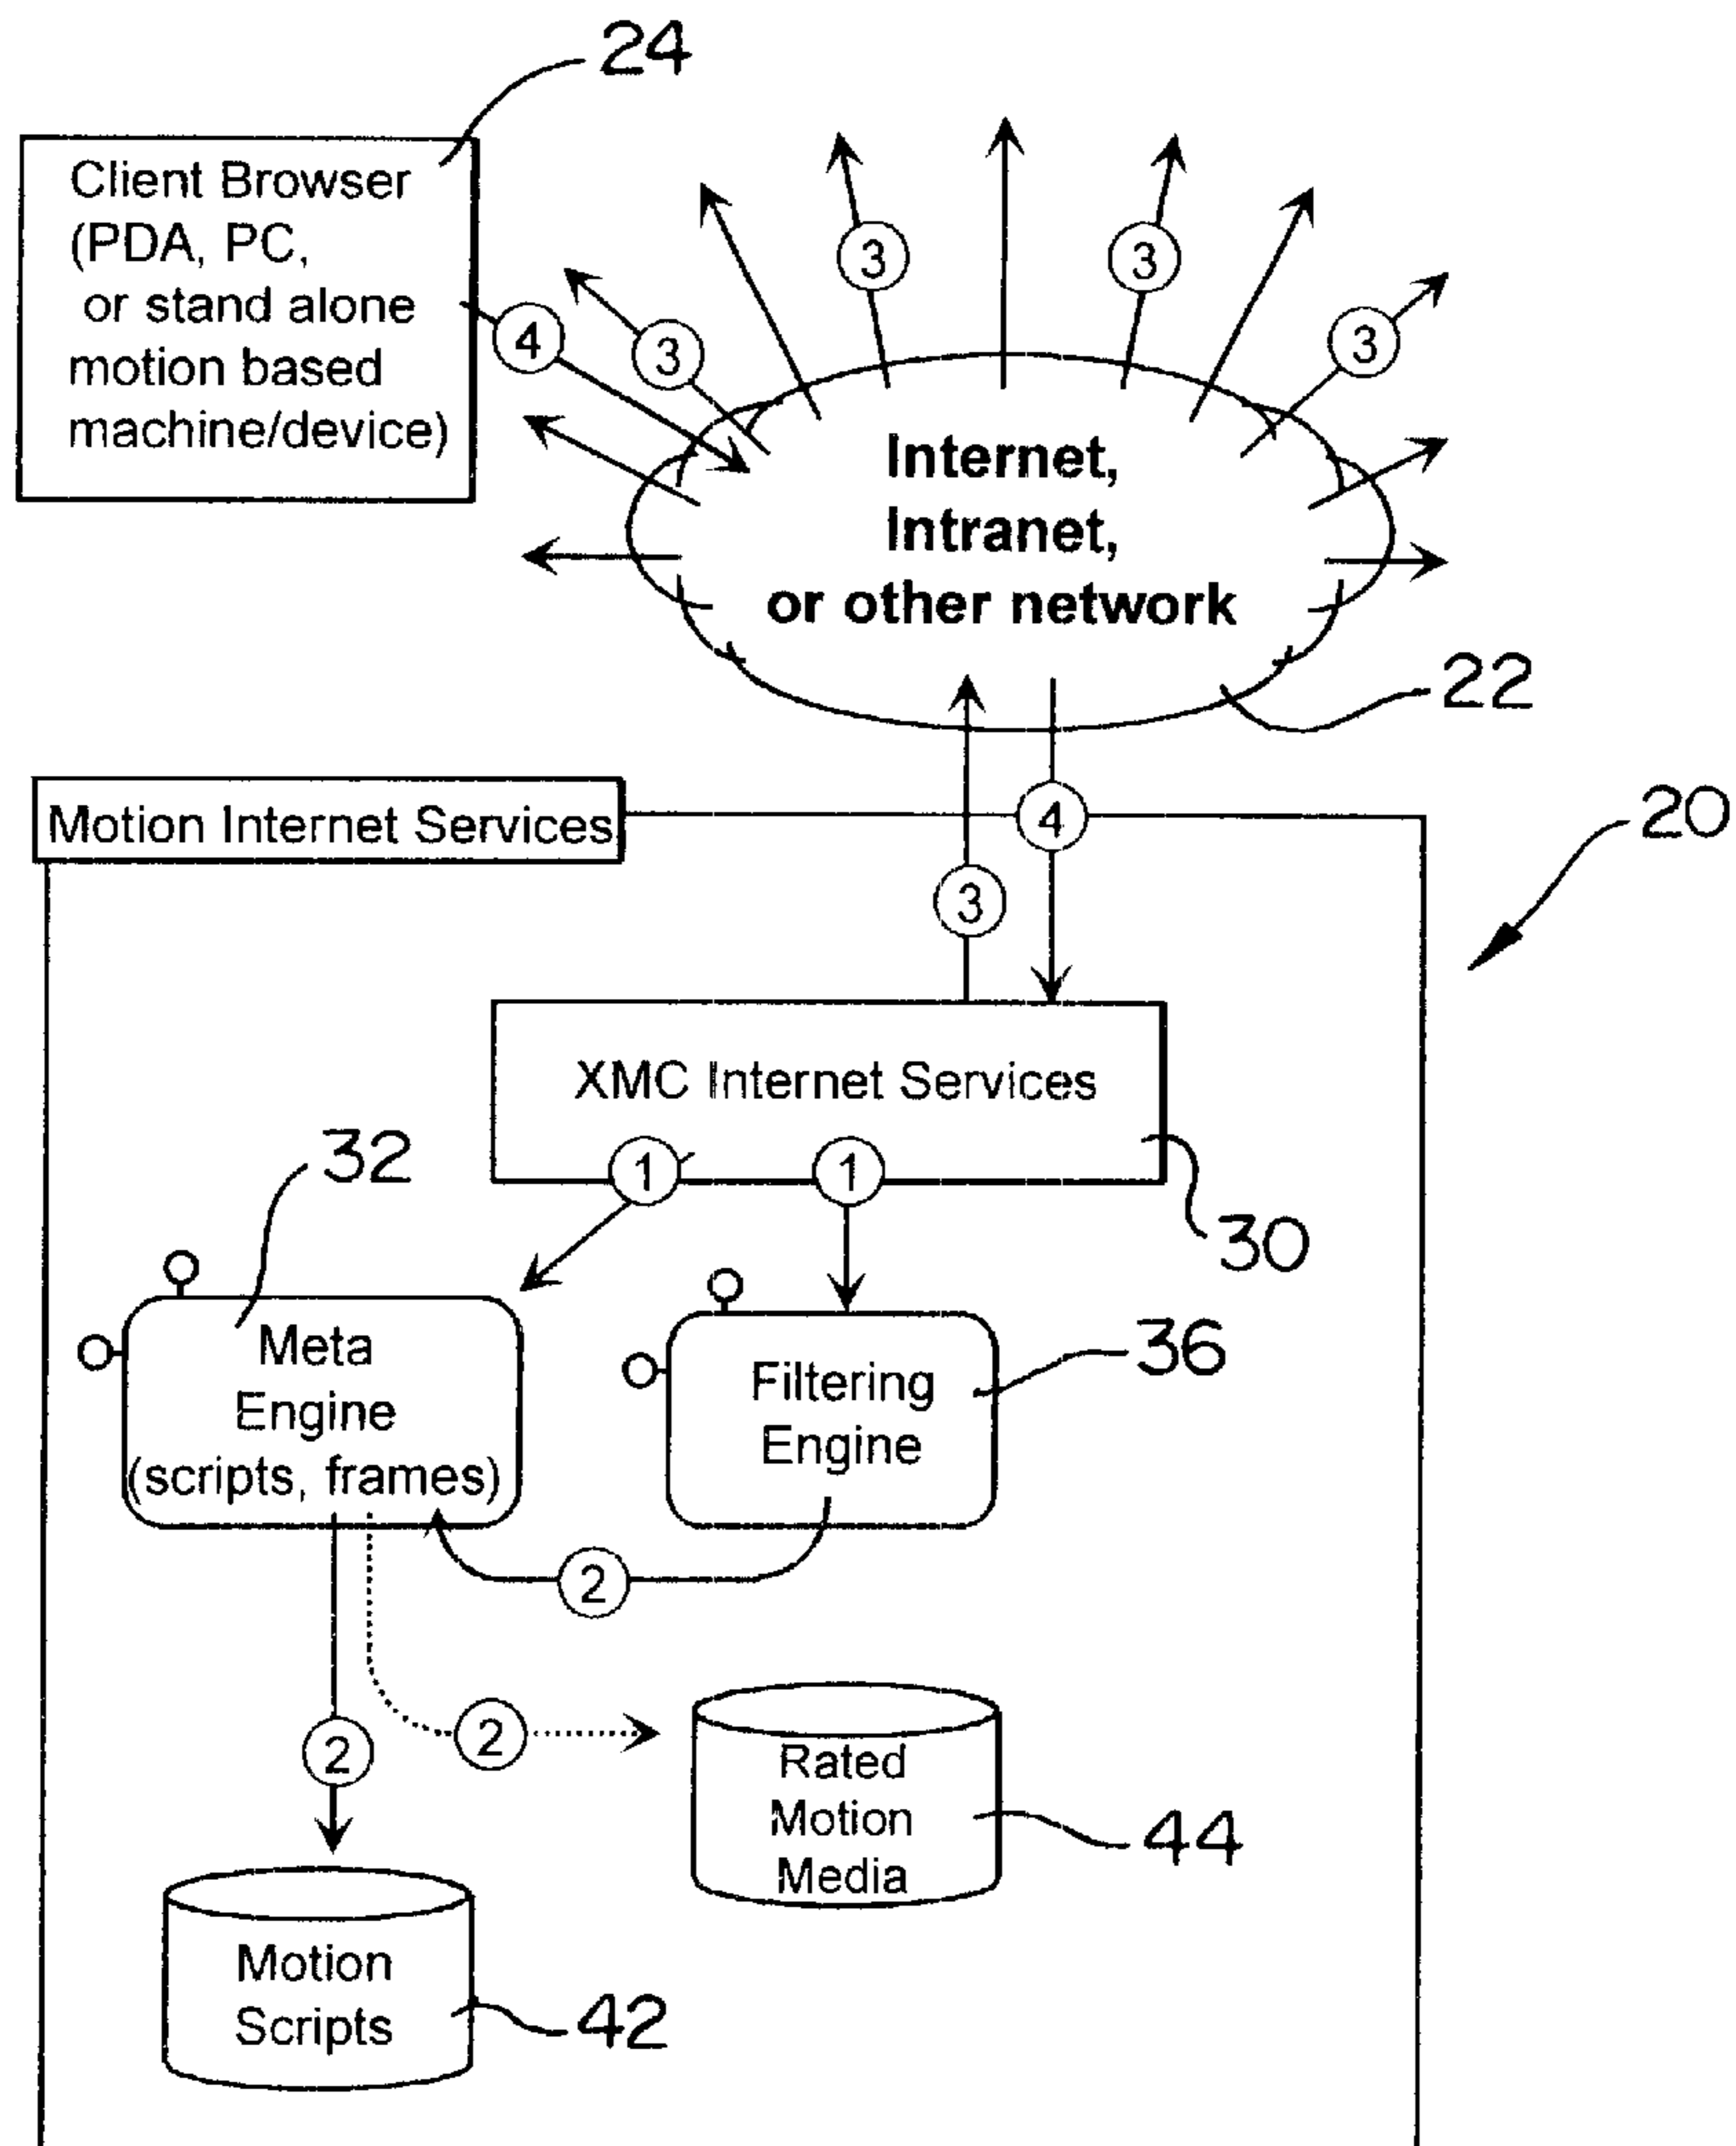 24
Client Browser
(PDA, PC,
or stand alone
motion based
machine/device)
3
3
4
3
3
Internet,
Intranet,
or other network
22
Motion Internet Services
4
20
3
XMC Internet Services
1
1
32
30
Meta
Engine
(scripts, frames)
36
Filtering
Engine
2
2
2
Rated
Motion
Media
44
Motion
Scripts
42